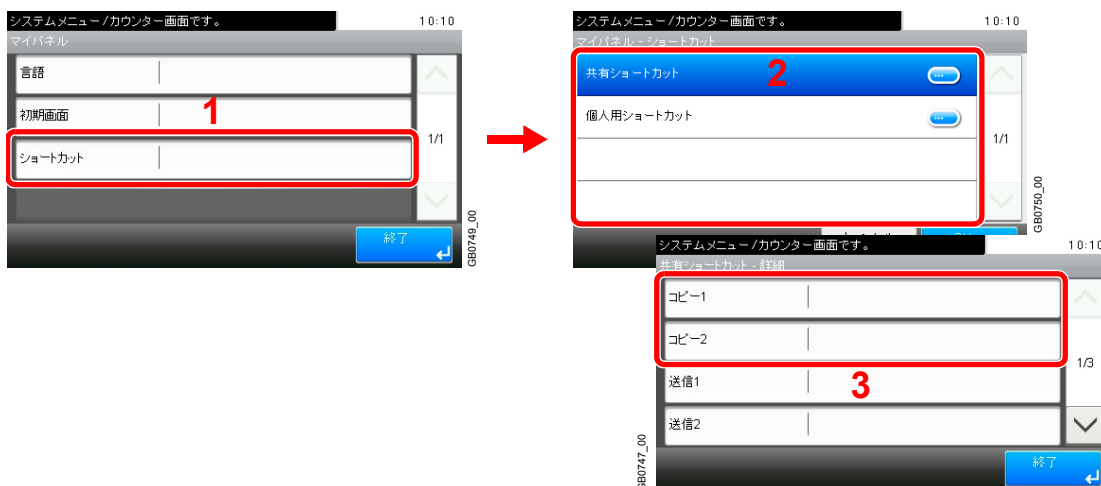 システムメニュー/カウンター画面です。 10:10
マイパネル
言語
初期画面
1
ショートカット
1/1
終了
GB0749_00
システムメニュー/カウンター画面です。 10:10
マイパネル - ショートカット
共有ショートカット
2
個人用ショートカット
1/1
GB0750_00
システムメニュー/カウンター画面です。 10:10
共有ショートカット - 詳細
コピー1
コピー2
1/3
送信1
3
送信2
終了
GB0747_00